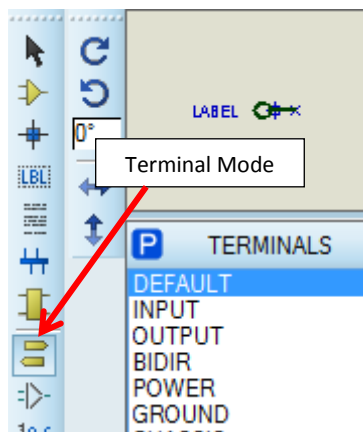 LABEL
0°
Terminal Mode
LBL
P TERMINALS
DEFAULT
INPUT
OUTPUT
BIDIR
POWER
GROUND